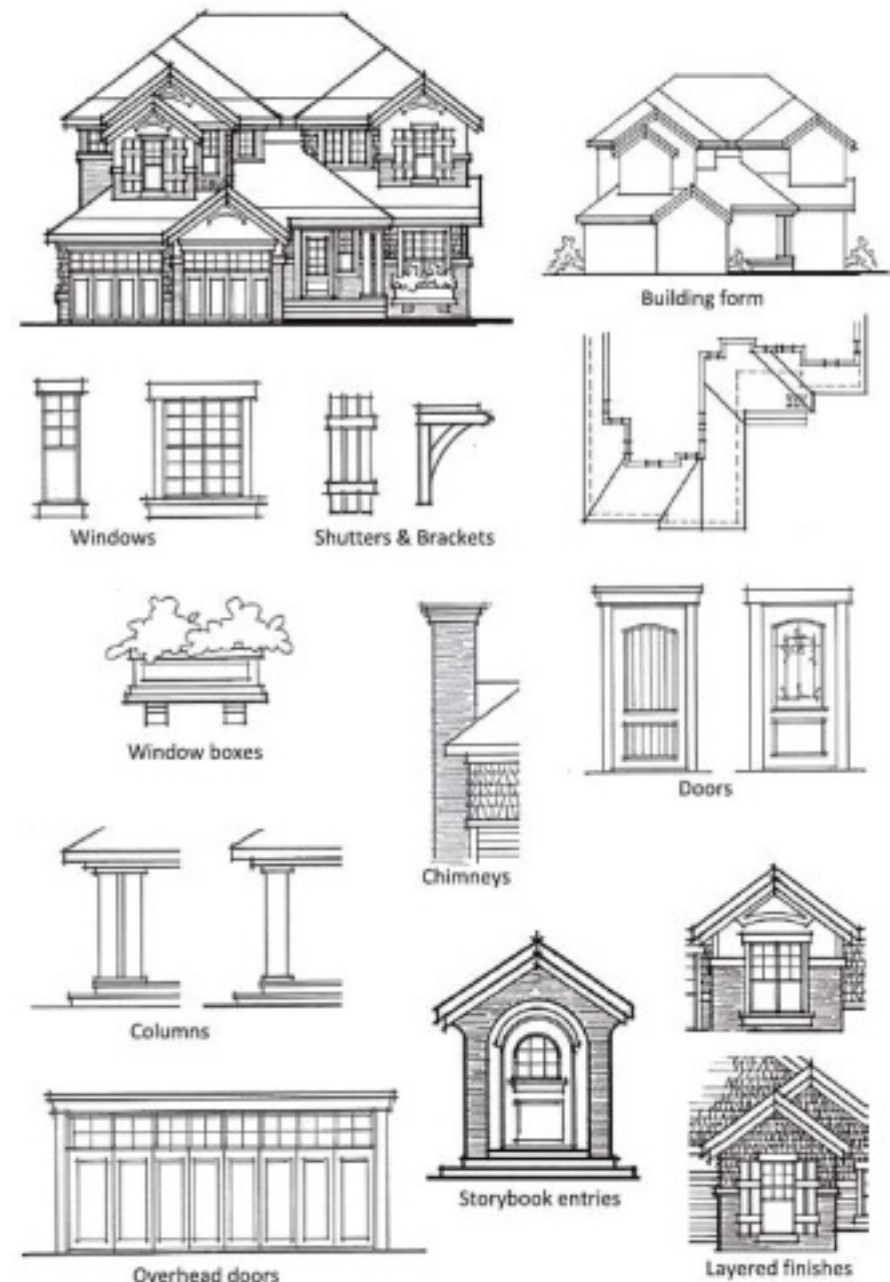 Building form
Windows
Shutters & Brackets
Window boxes
Chimneys
Doors
Columns
Storybook entries
Overhead doors
Layered finishes